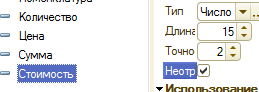 Количество
Цена
Сумма
Стоимость
Тип Число ...
Длина 15
Точно 2
Неотр
Использование